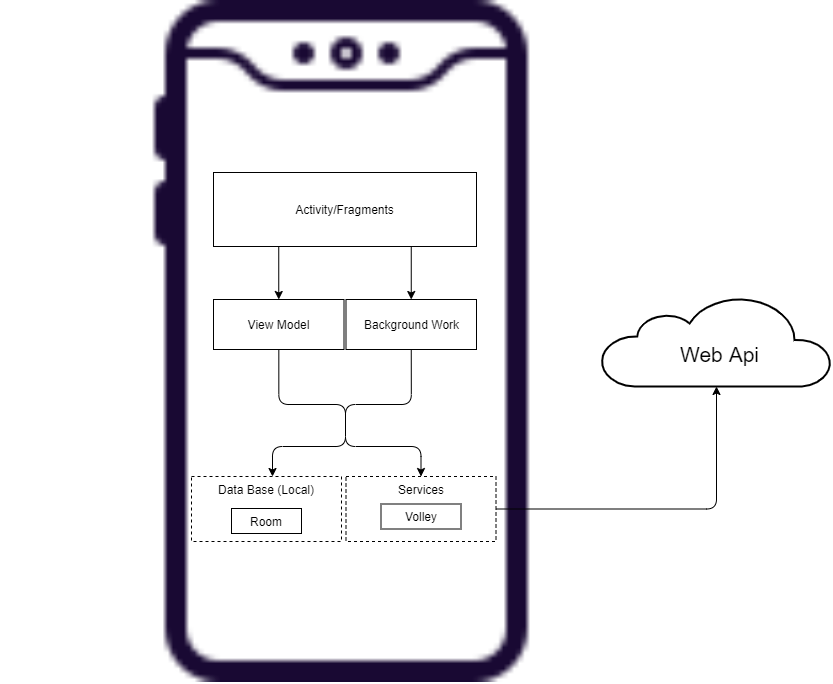 Activity/Fragments
View Model
Background Work
Web Api
Data Base (Local)
Services
Room
Volley